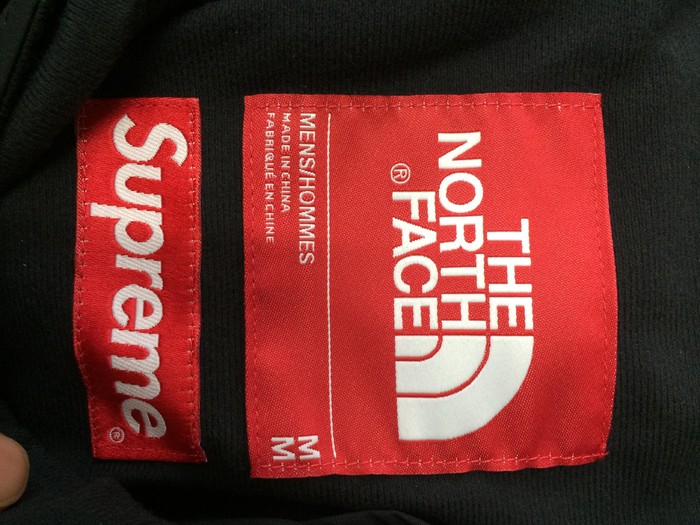 THE
NORTH
FACE
®
MENS/HOMMES M
MADE IN CHINA M
FABRIQUÉ EN CHINE
Supreme
®